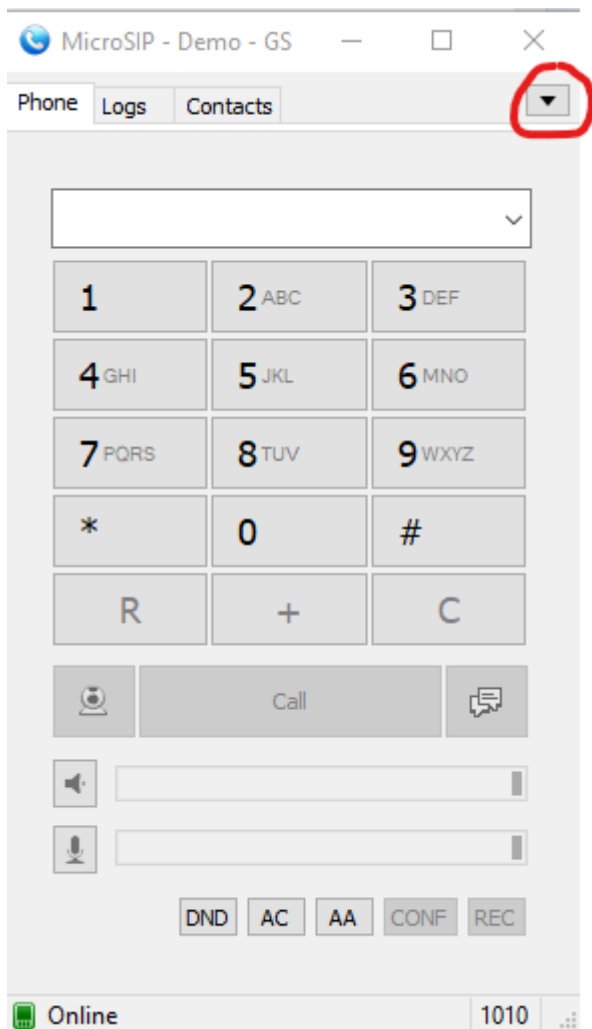 MicroSIP - Demo - GS
Phone Logs Contacts
1 2 ABC 3 DEF
4 GHI 5 JKL 6 MNO
7 PQRS 8 TUV 9 WXYZ
* 0 #
R + C
Call
DND AC AA CONF REC
Online 1010